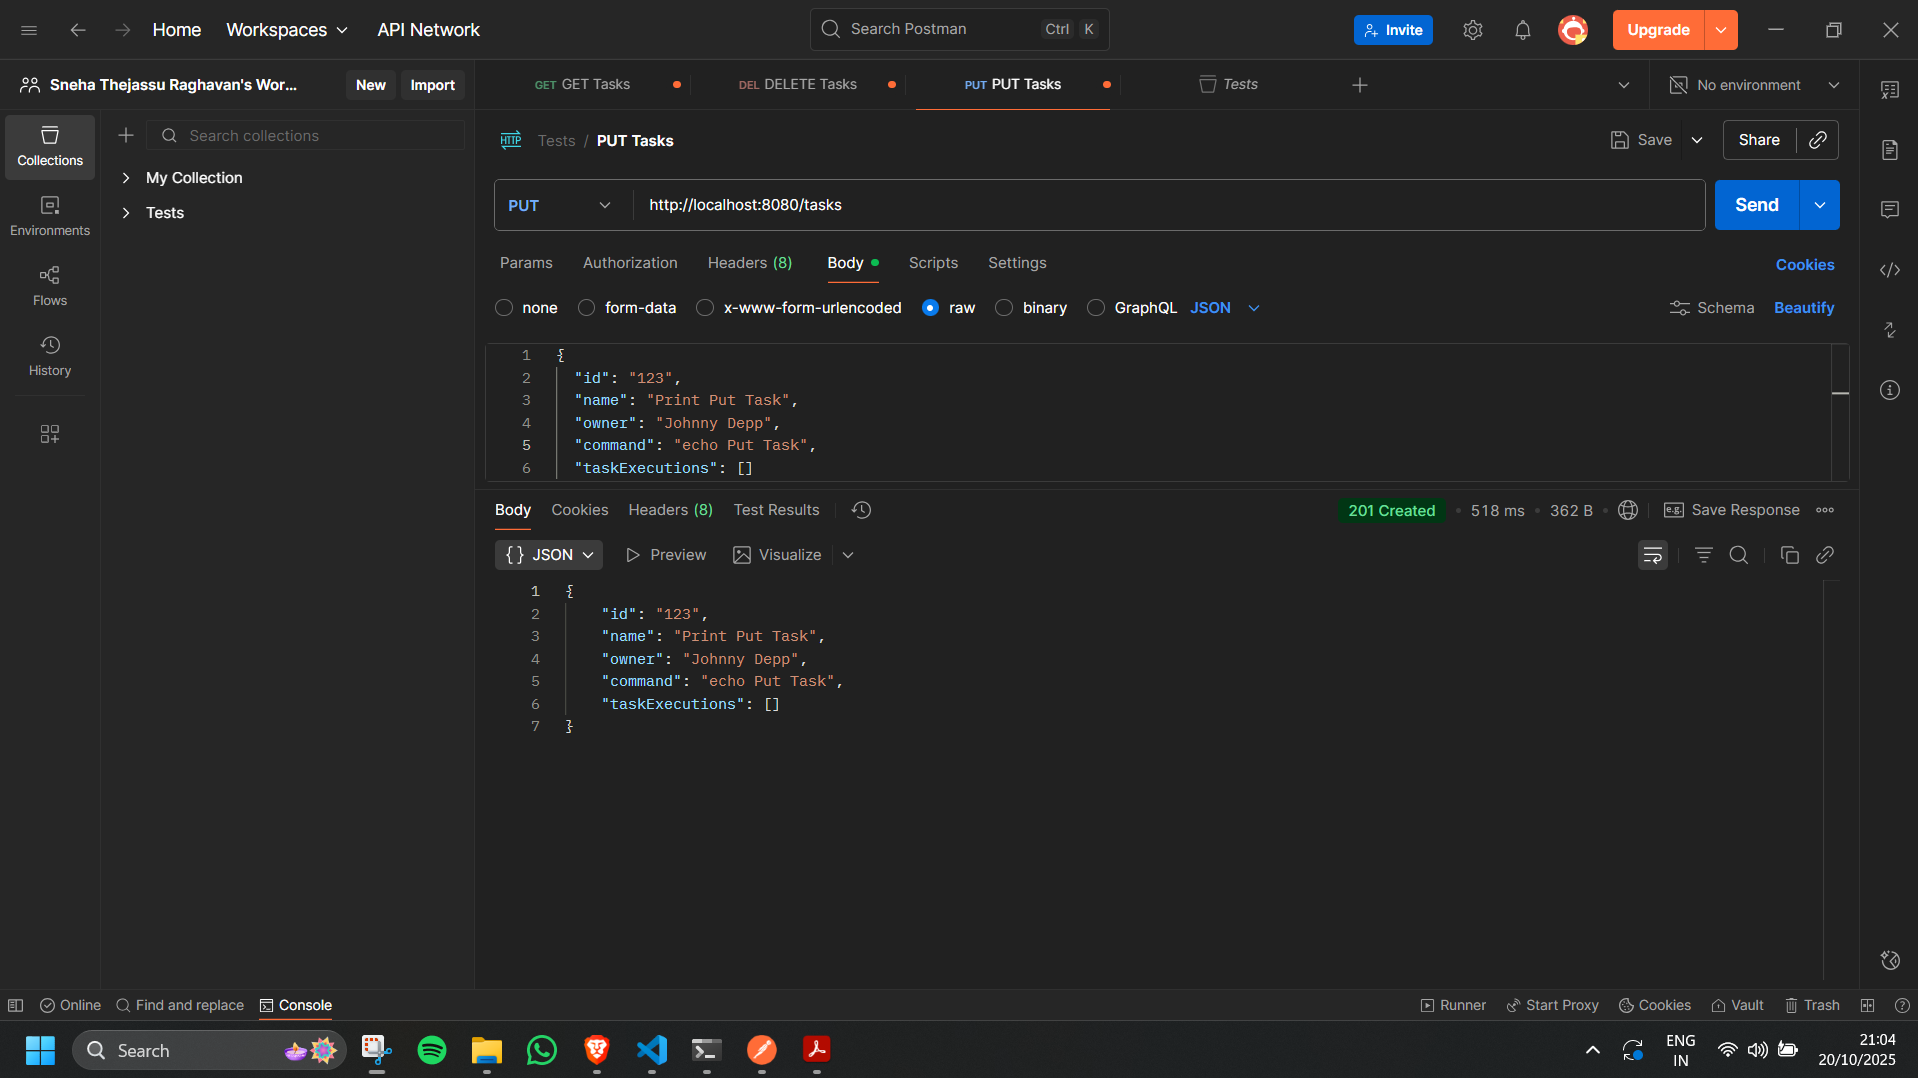 Home Workspaces API Network Search Postman Ctrl K Invite Upgrade
Sneha Thejassu Raghavan's Wor... New Import GET GET Tasks DEL DELETE Tasks PUT PUT Tasks Tests No environment
Collections
Environments
Flows
History
Search collections
My Collection
Tests
HTTP Tests / PUT Tasks Save Share
PUT http://localhost:8080/tasks Send
Params Authorization Headers (8) Body Scripts Settings Cookies
none form-data x-www-form-urlencoded raw binary GraphQL JSON Schema Beautify
1 {
2 "id": "123",
3 "name": "Print Put Task",
4 "owner": "Johnny Depp",
5 "command": "echo Put Task",
6 "taskExecutions": []
Body Cookies Headers (8) Test Results 201 Created • 518 ms • 362 B • e.g. Save Response
{} JSON Preview Visualize
1 {
2 "id": "123",
3 "name": "Print Put Task",
4 "owner": "Johnny Depp",
5 "command": "echo Put Task",
6 "taskExecutions": []
7 }
Online Find and replace Console Runner Start Proxy Cookies Vault Trash
Search ENG IN 21:04
20/10/2025